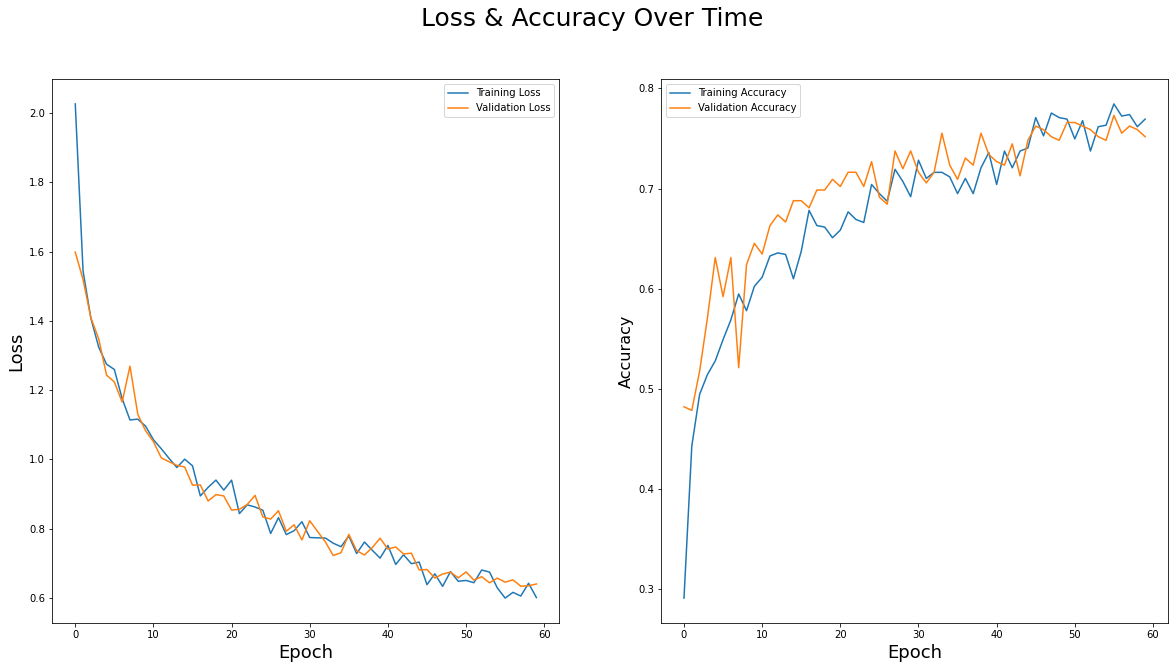 Loss & Accuracy Over Time
Training Loss
Validation Loss
2.0
1.8
1.6
1.4
1.2
1.0
0.8
0.6
Loss
0 10 20 30 40 50 60
Epoch
Training Accuracy
Validation Accuracy
0.8
0.7
0.6
0.5
0.4
0.3
Accuracy
0 10 20 30 40 50 60
Epoch